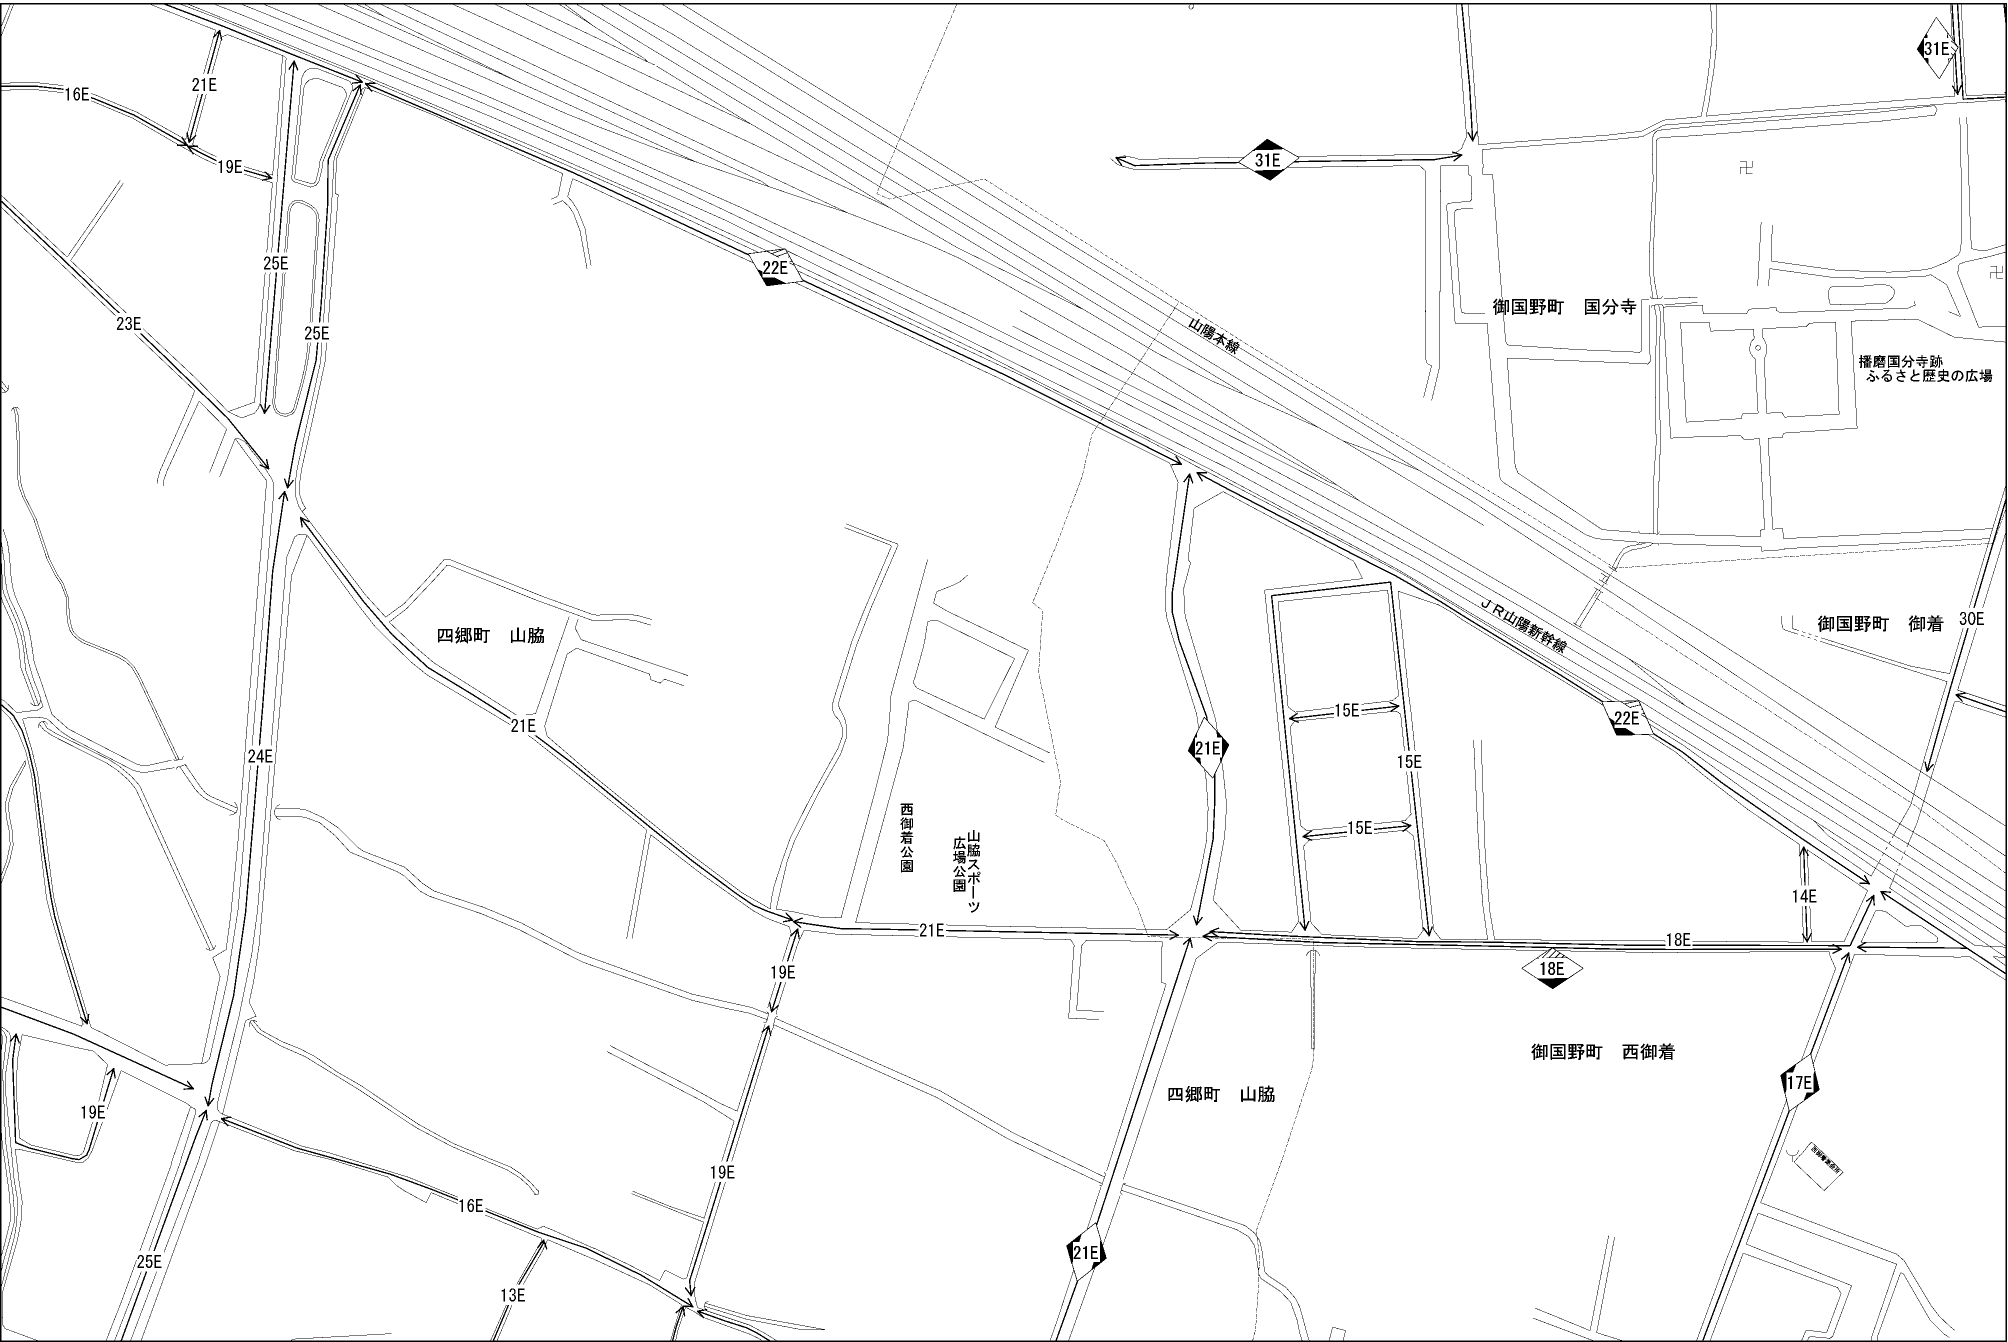 31E
21E
16E
19E
31E
22E
25E
23E
25E
御国野町　国分寺
山陽本線
播磨国分寺跡
ふるさと歴史の広場
四郷町　山脇
JR山陽新幹線
御国野町　御着
30E
15E
22E
21E
21E
24E
15E
15E
西御着公園
山脇スポーツ
広場公園
14E
21E
18E
18E
19E
御国野町　西御着
17E
四郷町　山脇
19E
19E
16E
21E
25E
13E